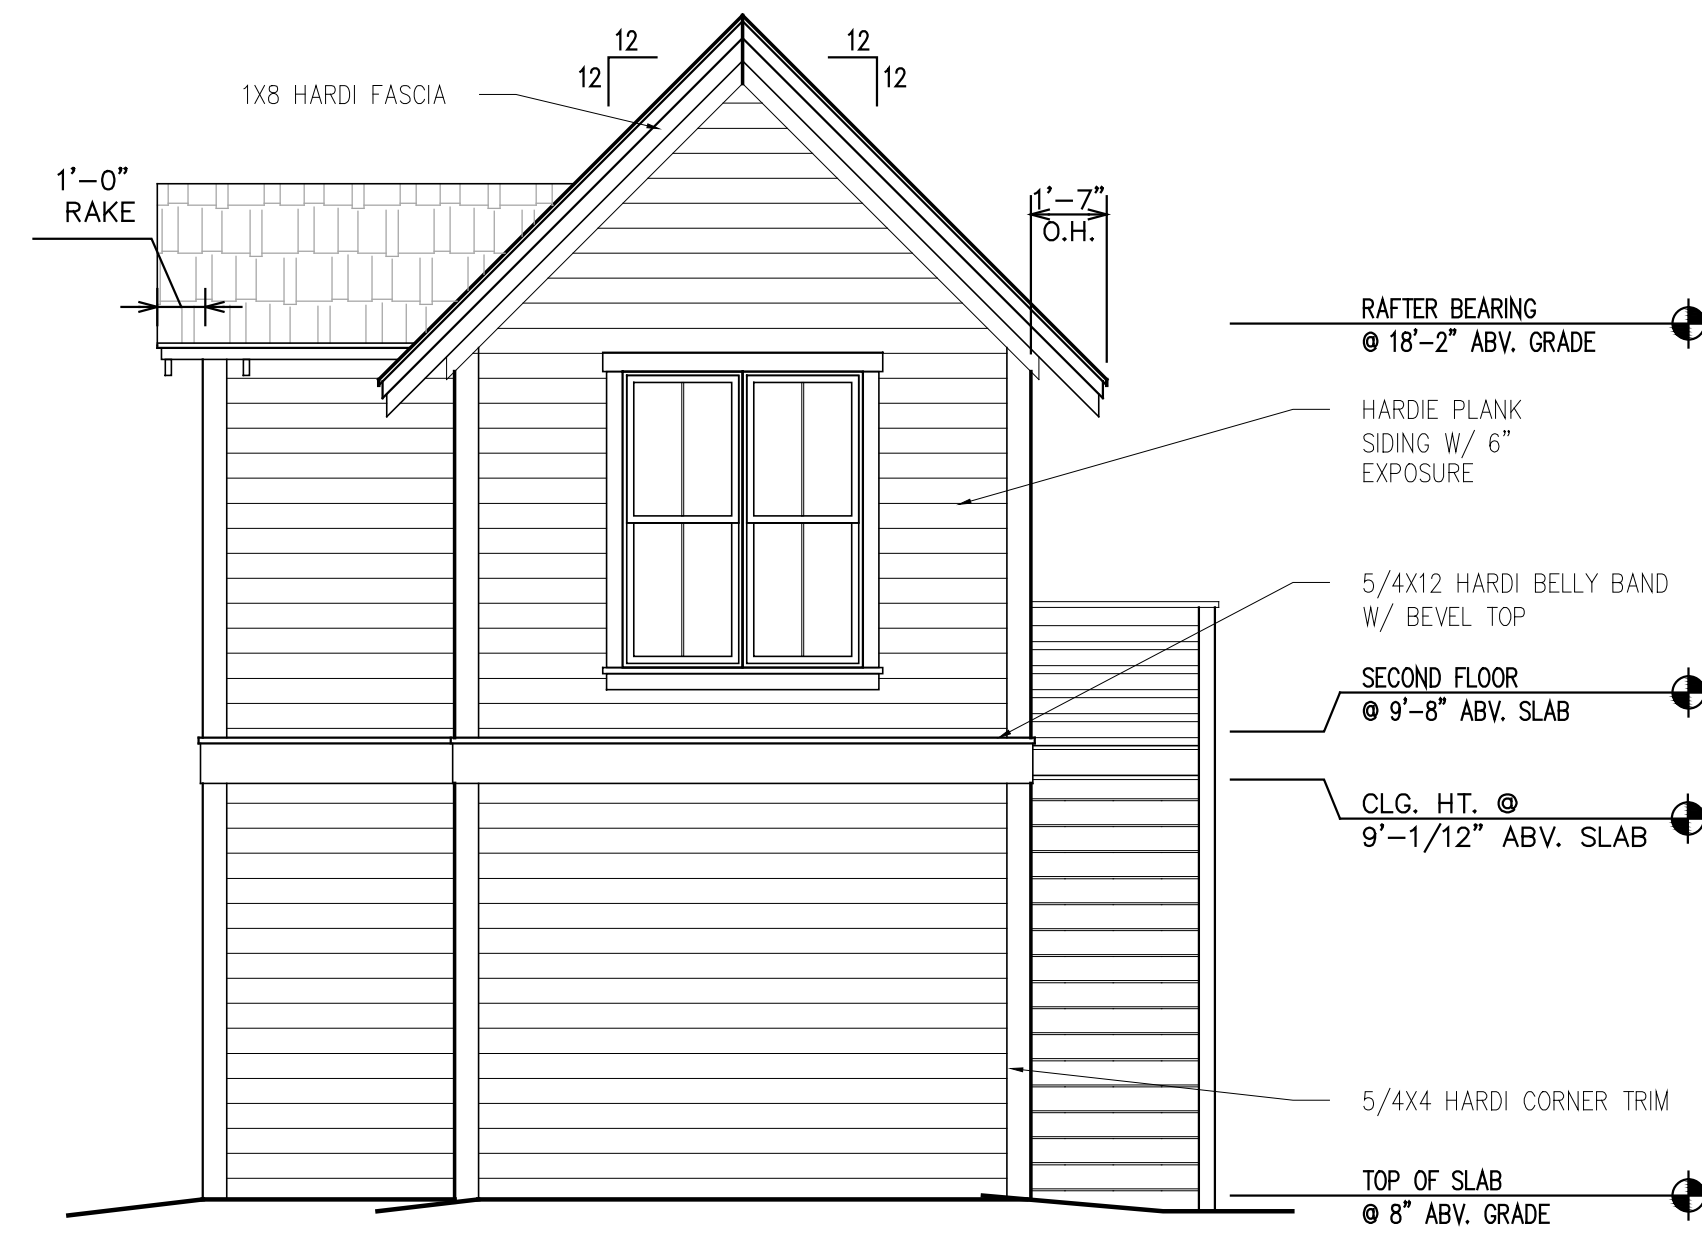 12
12
12
12
1X8 HARDI FASCIA
1'-0"
RAKE
1'-7"
O.H.
RAFTER BEARING
@ 18'-2" ABV. GRADE
HARDIE PLANK
SIDING W/ 6"
EXPOSURE
5/4X12 HARDI BELLY BAND
W/ BEVEL TOP
SECOND FLOOR
@ 9'-8" ABV. SLAB
CLG. HT. @
9'-1/12" ABV. SLAB
5/4X4 HARDI CORNER TRIM
TOP OF SLAB
@ 8" ABV. GRADE